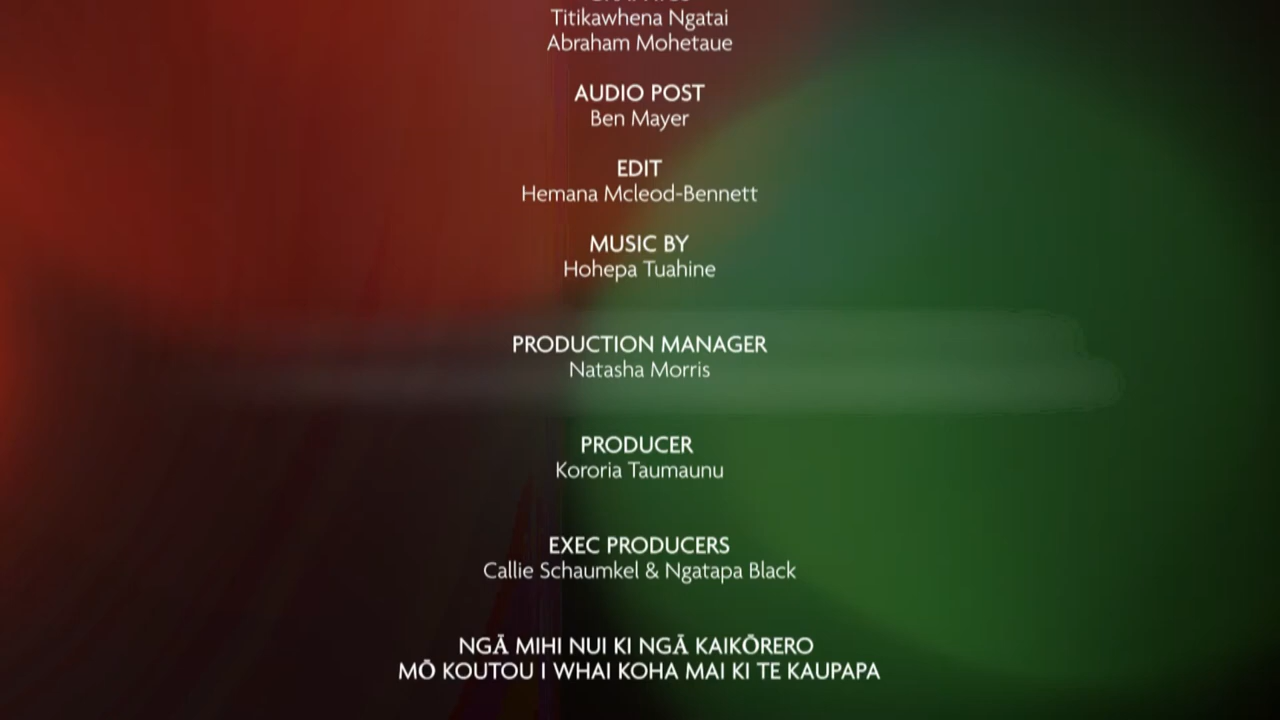 Titikawhena Ngatai
Abraham Mohetaue
AUDIO POST
Ben Mayer
EDIT
Hemana Mcleod-Bennett
MUSIC BY
Hohepa Tuahine
PRODUCTION MANAGER
Natasha Morris
PRODUCER
Kororia Taumaunu
EXEC PRODUCERS
Callie Schaumkel & Ngatapa Black
NGĀ MIHI NUI KI NGĀ KAIKŌRERO
MŌ KOUTOU I WHAI KOHA MAI KI TE KAUPAPA